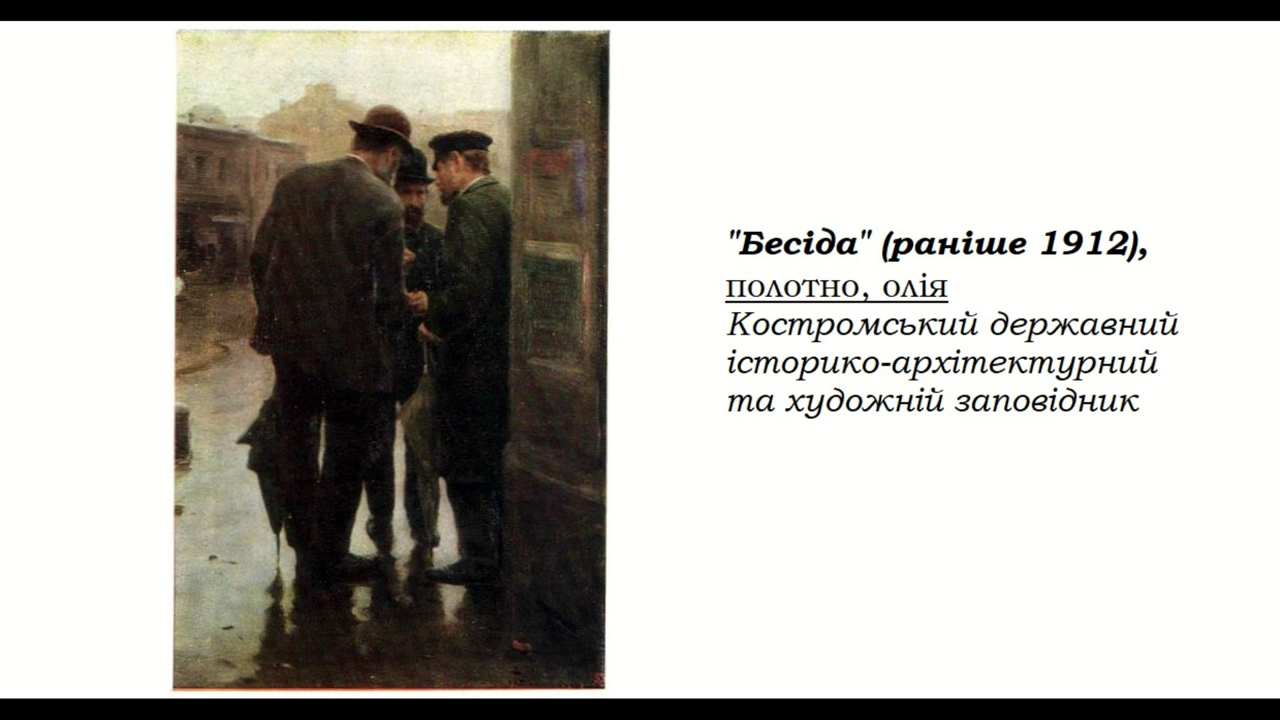 "Бесіда" (раніше 1912),
полотно, олія
Костромський державний
історико-архітектурний
та художній заповідник